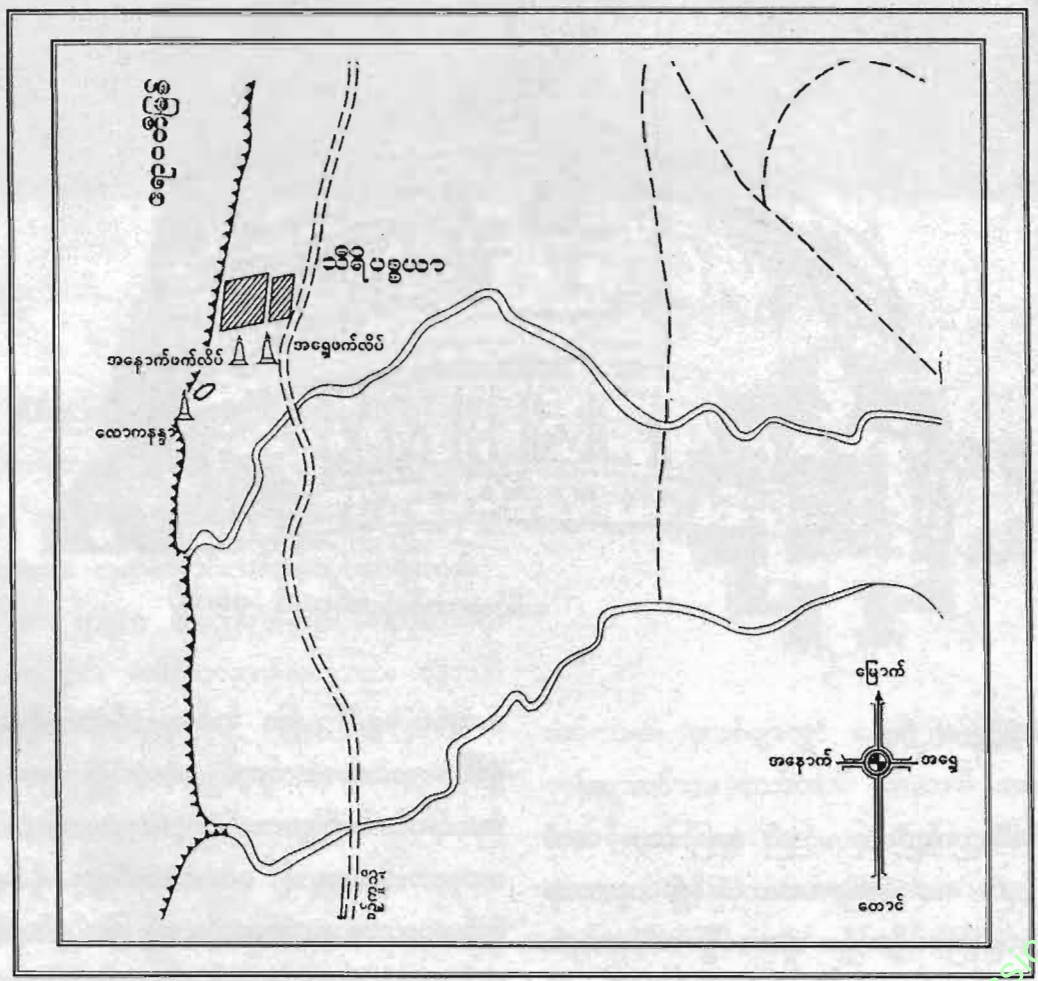 ဧရာဝတီမြစ်
သီရိပစ္စယာ
အနောက်ဖက်လိပ်
အရှေ့ဖက်လိပ်
လောကနန္ဒာ
မြောက်
အနောက်
အရှေ့
တောင်